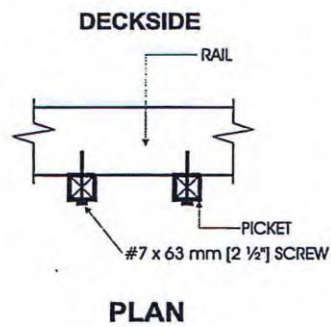 DECKSIDE
RAIL
PICKET
#7 x 63 mm [2 ½"] SCREW
PLAN